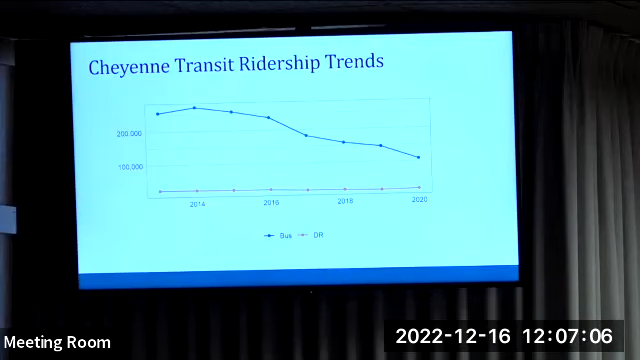 Cheyenne Transit Ridership Trends
200,000
100,000
2014
2016
2018
2020
Bus
DR
Meeting Room
2022-12-16 12:07:06